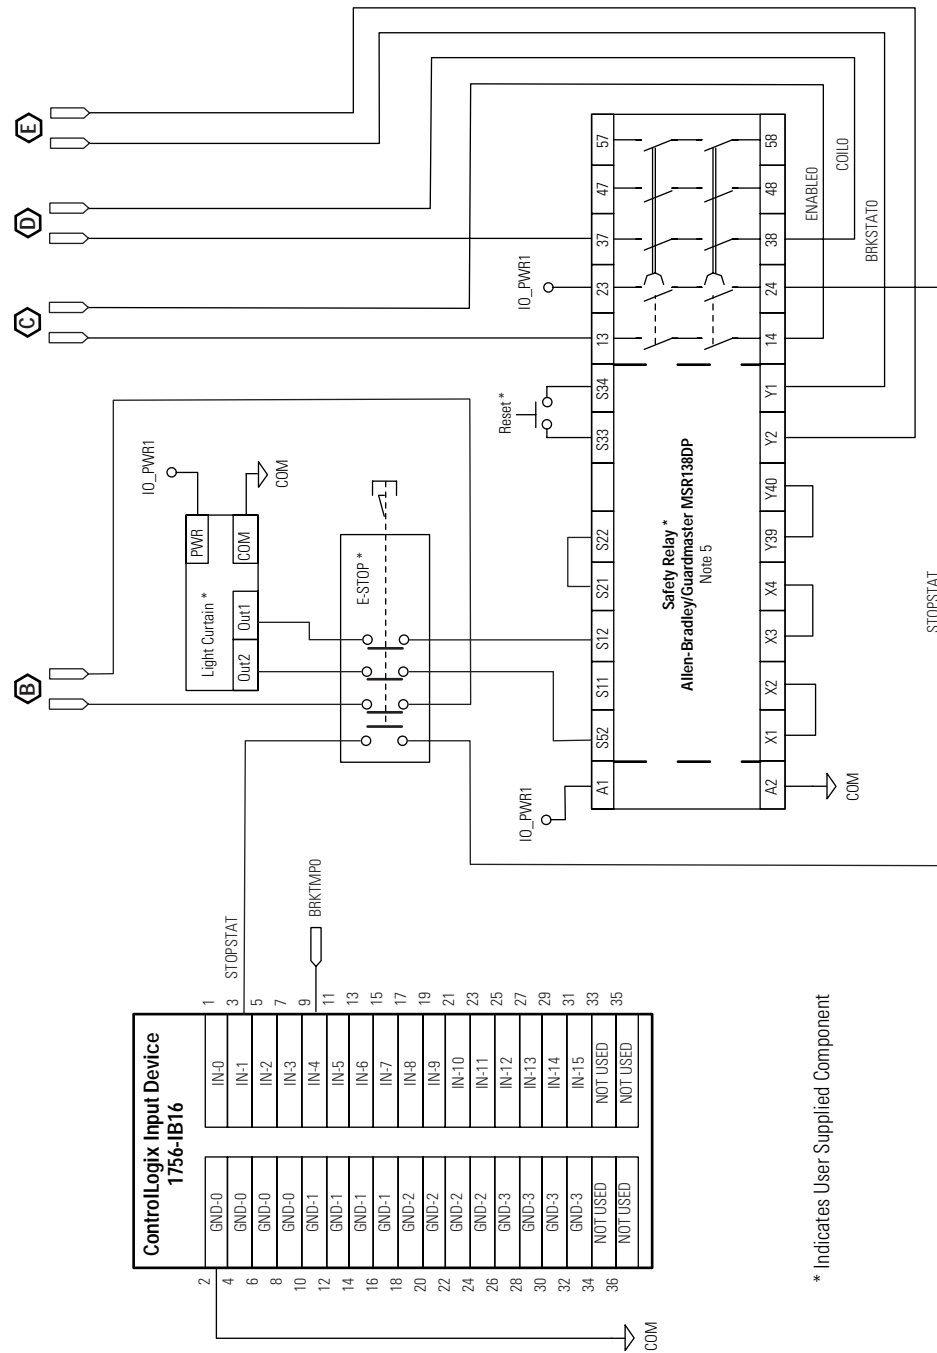 ControlLogix Input Device
1756-IB16
2 GND-0 IN-0 1
4 GND-0 IN-1 3
6 GND-0 IN-2 5
8 GND-0 IN-3 7
10 GND-1 IN-4 9
12 GND-1 IN-5 11
14 GND-1 IN-6 13
16 GND-1 IN-7 15
18 GND-2 IN-8 17
20 GND-2 IN-9 19
22 GND-2 IN-10 21
24 GND-2 IN-11 23
26 GND-3 IN-12 25
28 GND-3 IN-13 27
30 GND-3 IN-14 29
32 GND-3 IN-15 31
34 NOT USED NOT USED 33
36 NOT USED NOT USED 35
COM
STOPSTAT
BRKTMP0
B
C
D
E
Light Curtain *
Out2 Out1
PWR
COM
IO_PWR1
COM
E-STOP *
Reset *
IO_PWR1
IO_PWR1
A1 S52 S11 S12 S21 S22 S33 S34 13 23 37 47 57
Safety Relay *
Allen-Bradley/Guardmaster MSR138DP
Note 5
A2 X1 X2 X3 X4 Y39 Y40 Y2 Y1 14 24 38 48 58
COM
ENABLE0
COIL0
BRKSTAT0
STOPSTAT
* Indicates User Supplied Component